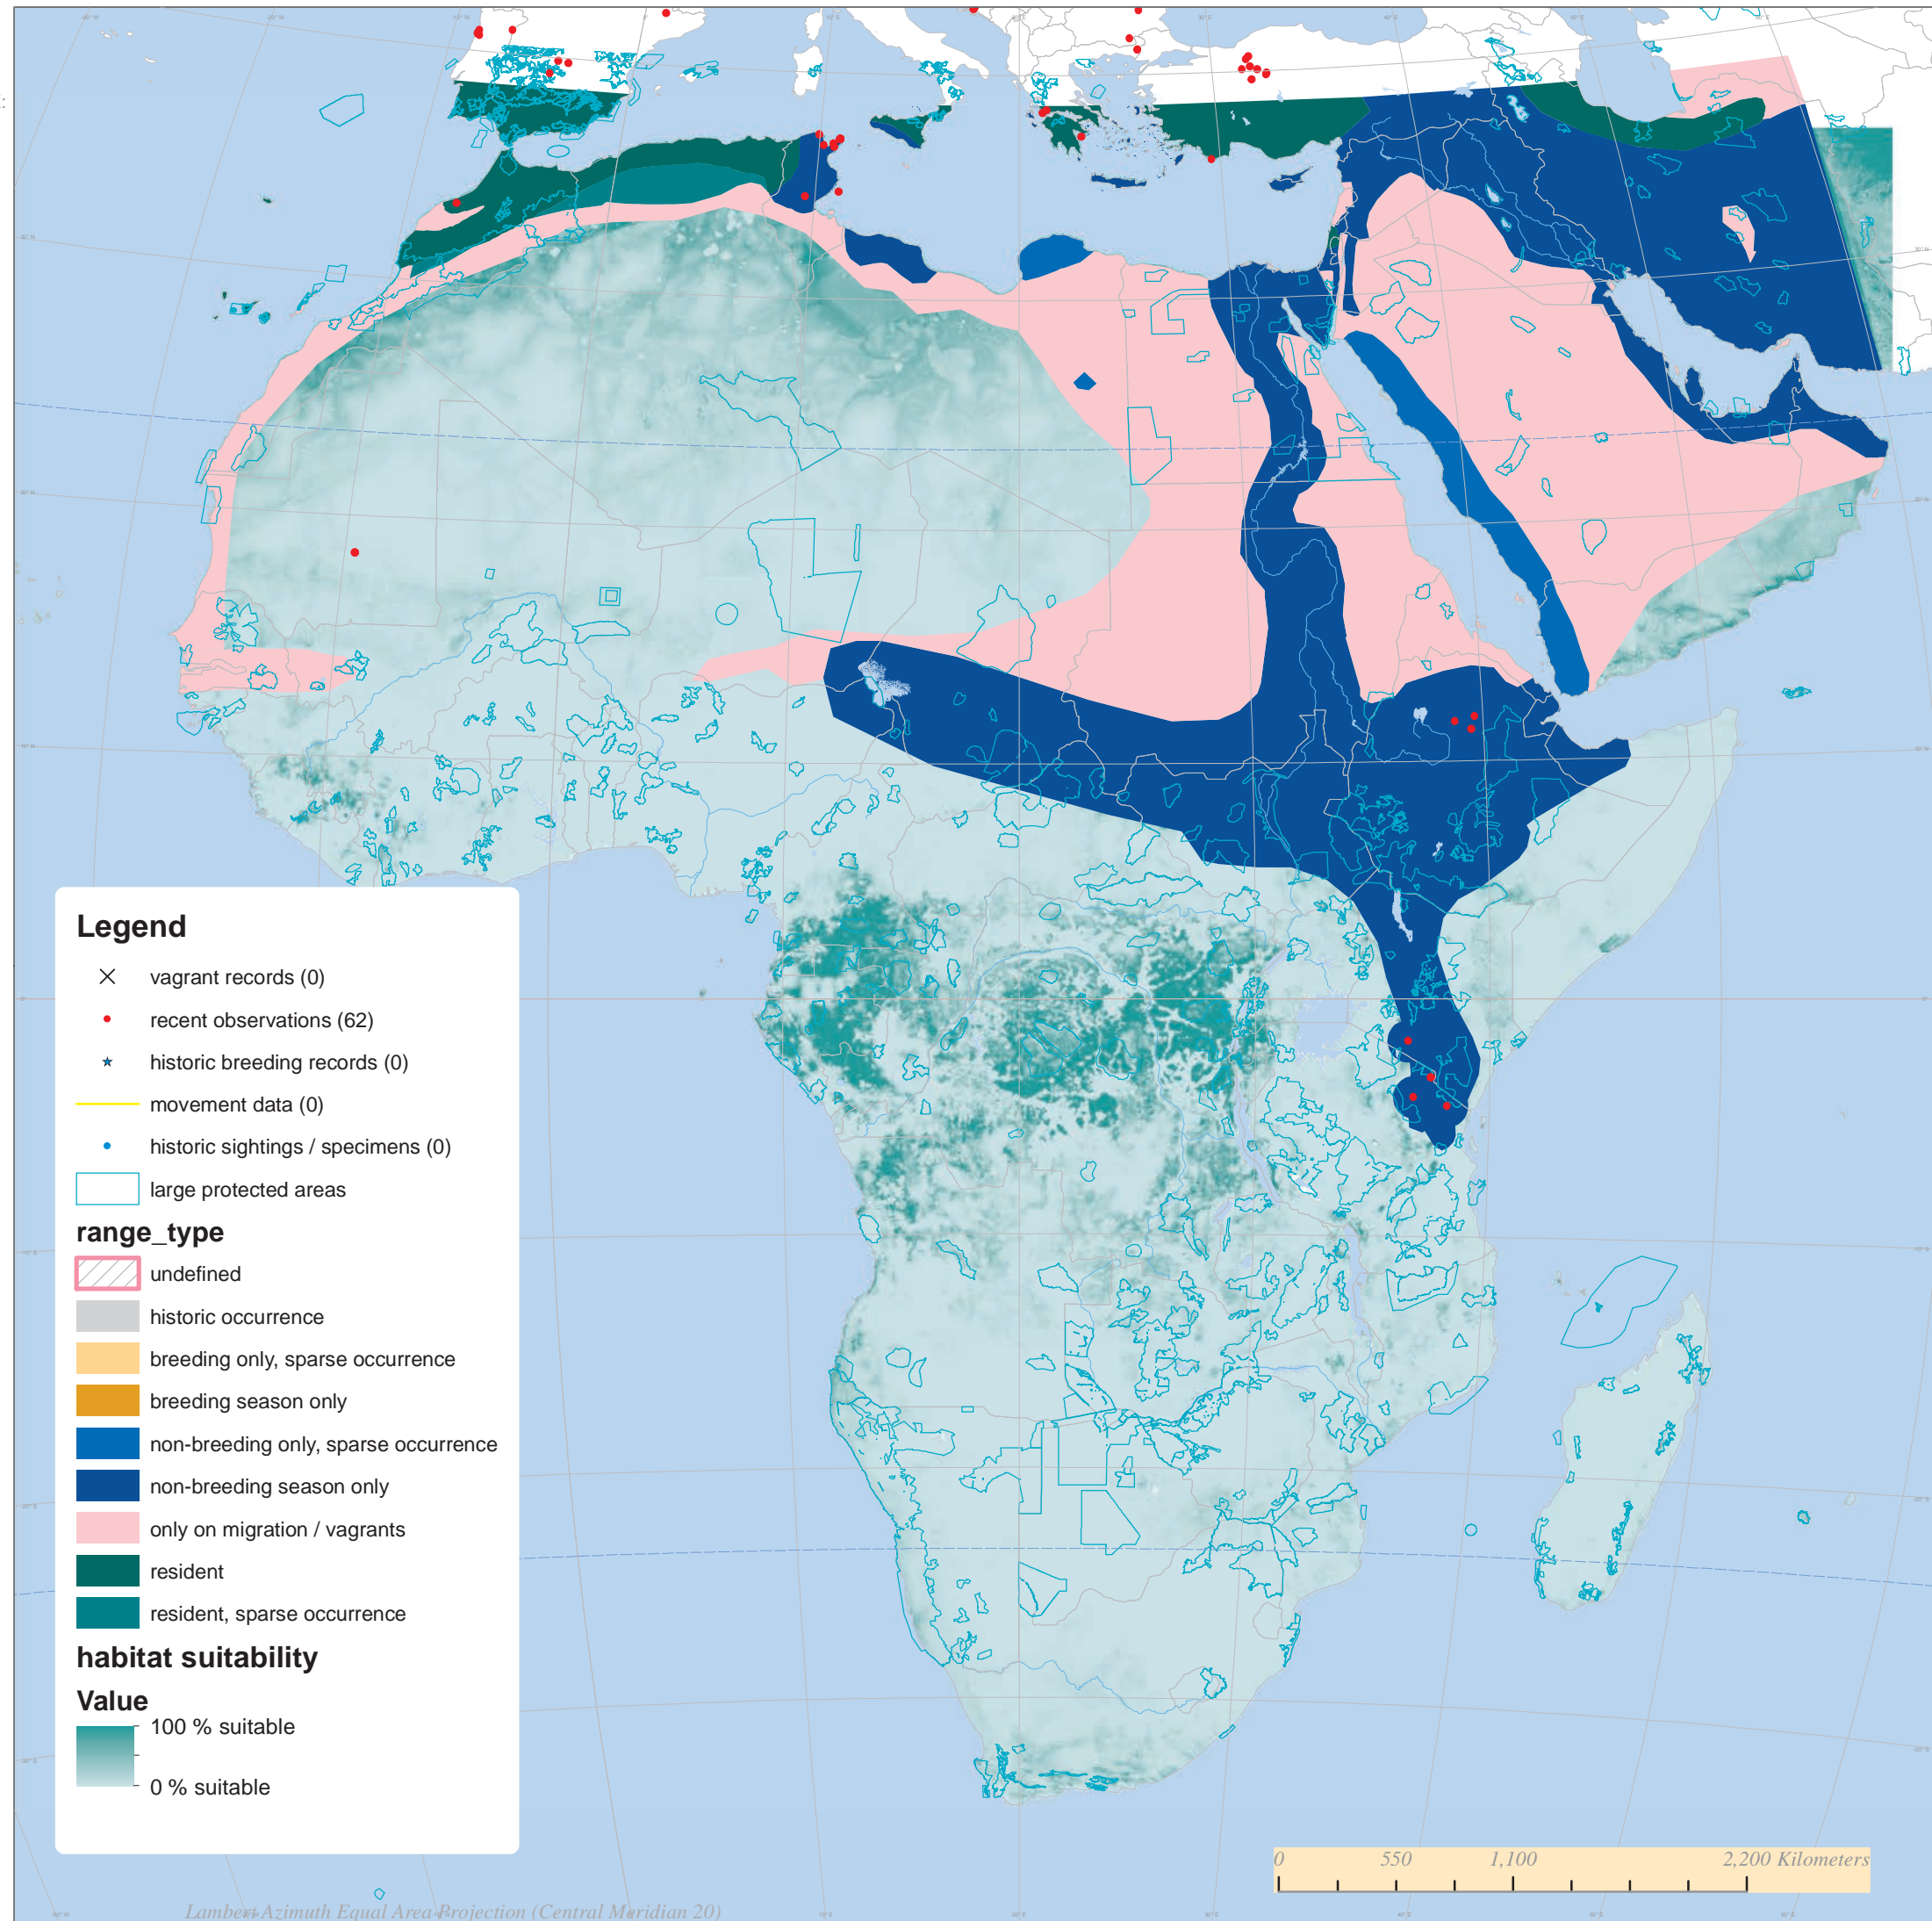 Legend
vagrant records (0)
recent observations (62)
historic breeding records (0)
movement data (0)
historic sightings / specimens (0)
large protected areas
range_type
undefined
historic occurrence
breeding only, sparse occurrence
breeding season only
non-breeding only, sparse occurrence
non-breeding season only
only on migration / vagrants
resident
resident, sparse occurrence
habitat suitability
Value
100 % suitable
0 % suitable
0 550 1,100 2,200 Kilometers
Lambert Azimuth Equal Area Projection (Central Meridian 20)